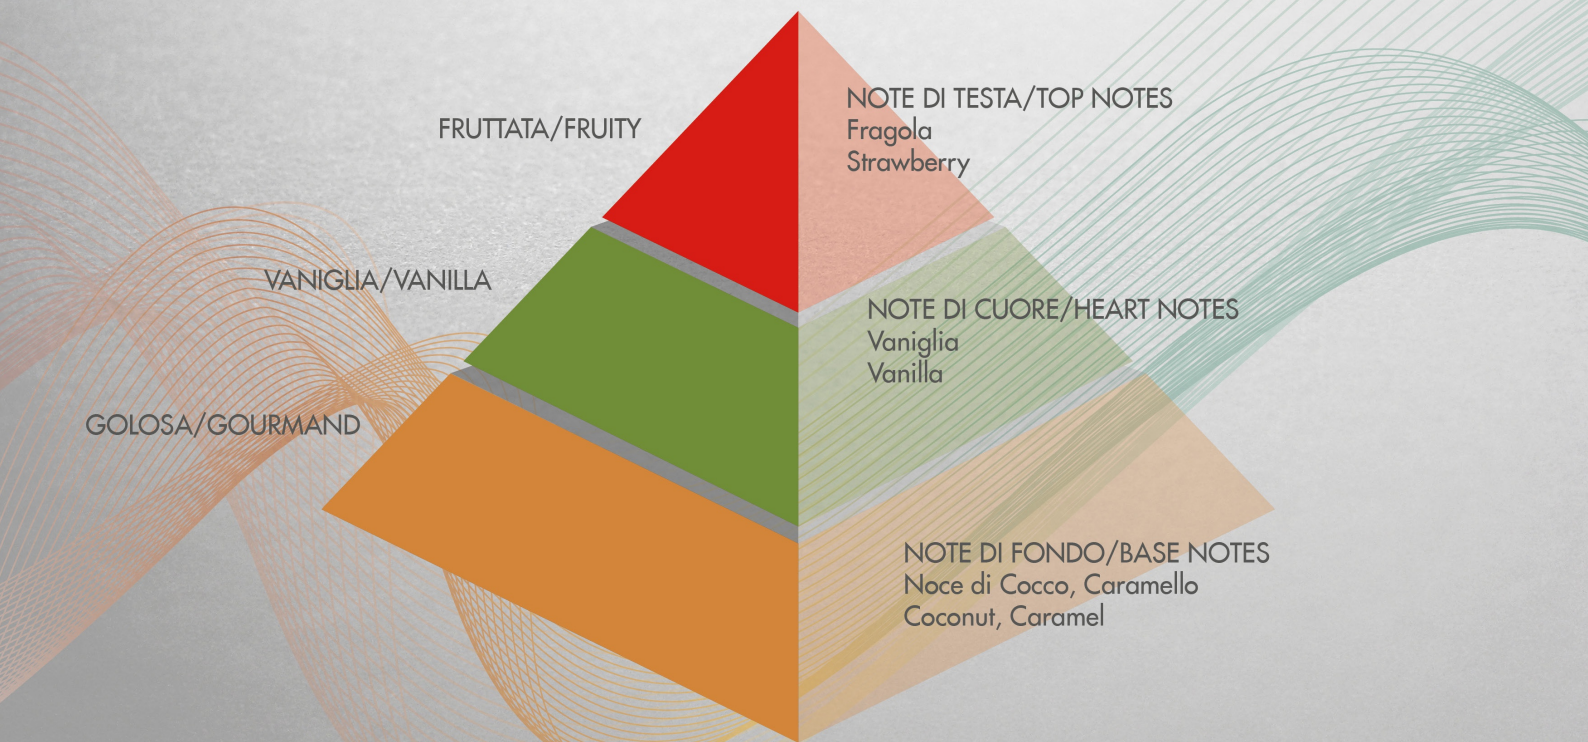 FRUTTATA/FRUITY
NOTE DI TESTA/TOP NOTES
Fragola
Strawberry
VANIGLIA/VANILLA
NOTE DI CUORE/HEART NOTES
Vaniglia
Vanilla
GOLOSA/GOURMAND
NOTE DI FONDO/BASE NOTES
Noce di Cocco, Caramello
Coconut, Caramel